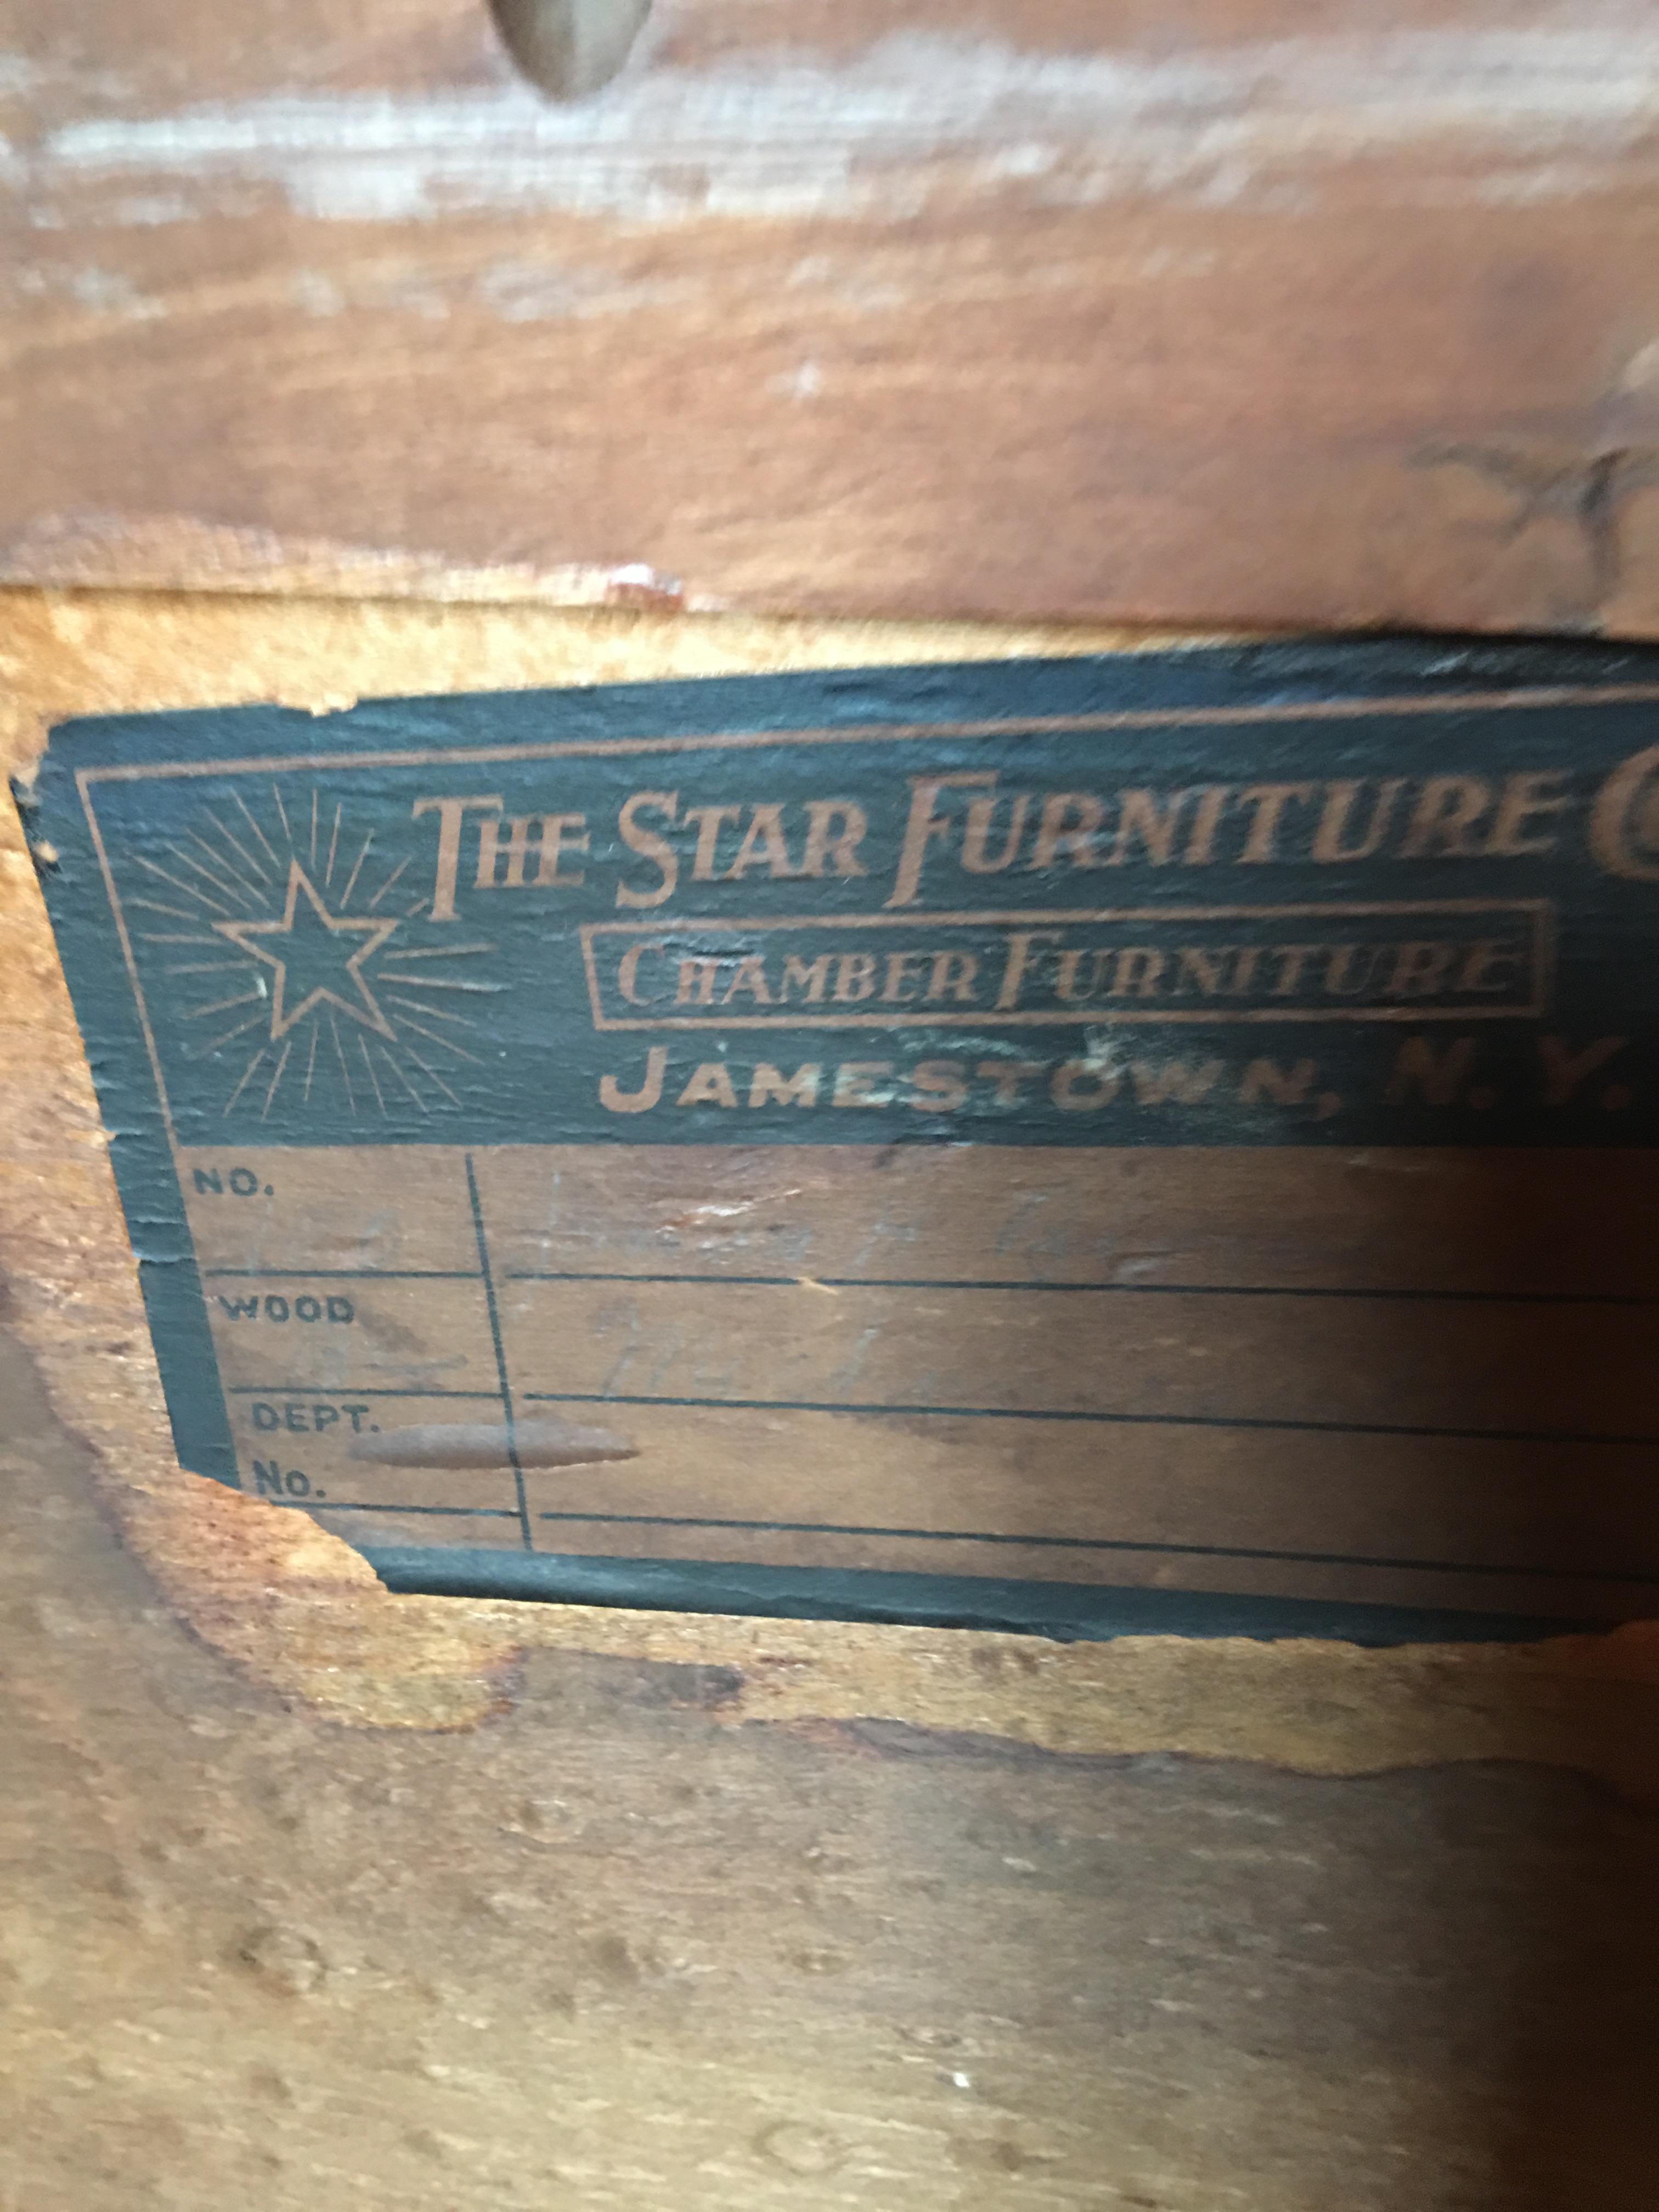 THE STAR FURNITURE
CHAMBER FURNITURE
JAMESTOWN, N. Y.
NO.
WOOD
DEPT.
No.